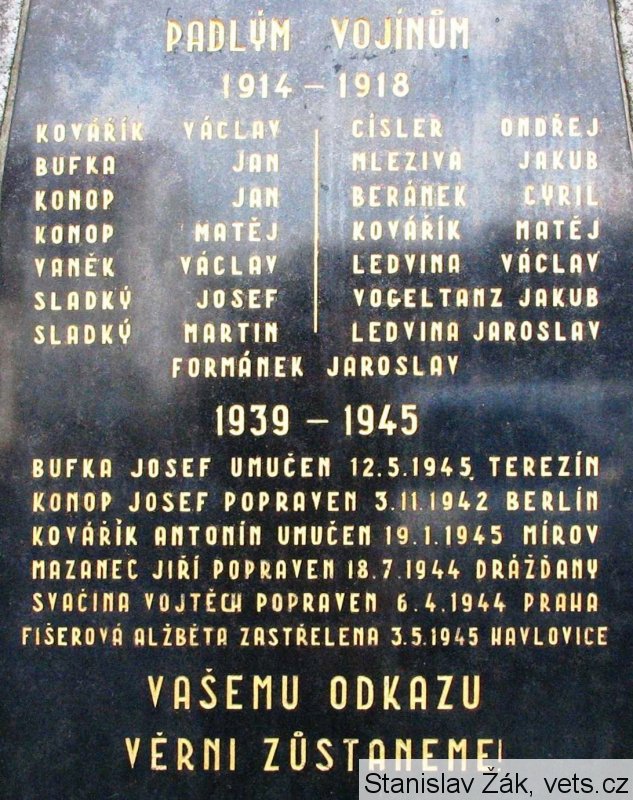 PADLÝM VOJÍNŮM
1914 – 1918
KOVÁŘÍK VÁCLAV
BUFKA JAN
KONOP JAN
KONOP MATĚJ
VANĚK VÁCLAV
SLADKÝ JOSEF
SLADKÝ MARTIN
CÍSLER ONDŘEJ
MLEZIVA JAKUB
BERÁNEK CYRIL
KOVÁŘÍK MATĚJ
LEDVINA VÁCLAV
VOGELTANZ JAKUB
LEDVINA JAROSLAV
FORMÁNEK JAROSLAV
1939 – 1945
BUFKA JOSEF UMUČEN 12.5.1945 TEREZÍN
KONOP JOSEF POPRAVEN 3.11.1942 BERLÍN
KOVÁŘÍK ANTONÍN UMUČEN 19.1.1945 MÍROV
MAZANEC JIŘÍ POPRAVEN 18.7.1944 DRÁŽĎANY
SVAČINA VOJTĚCH POPRAVEN 6.4.1944 PRAHA
FIŠEROVÁ ALŽBĚTA ZASTŘELENA 3.5.1945 HAVLOVICE
VAŠEMU ODKAZU
VĚRNI ZŮSTANEME!
Stanislav Žák, vets.cz